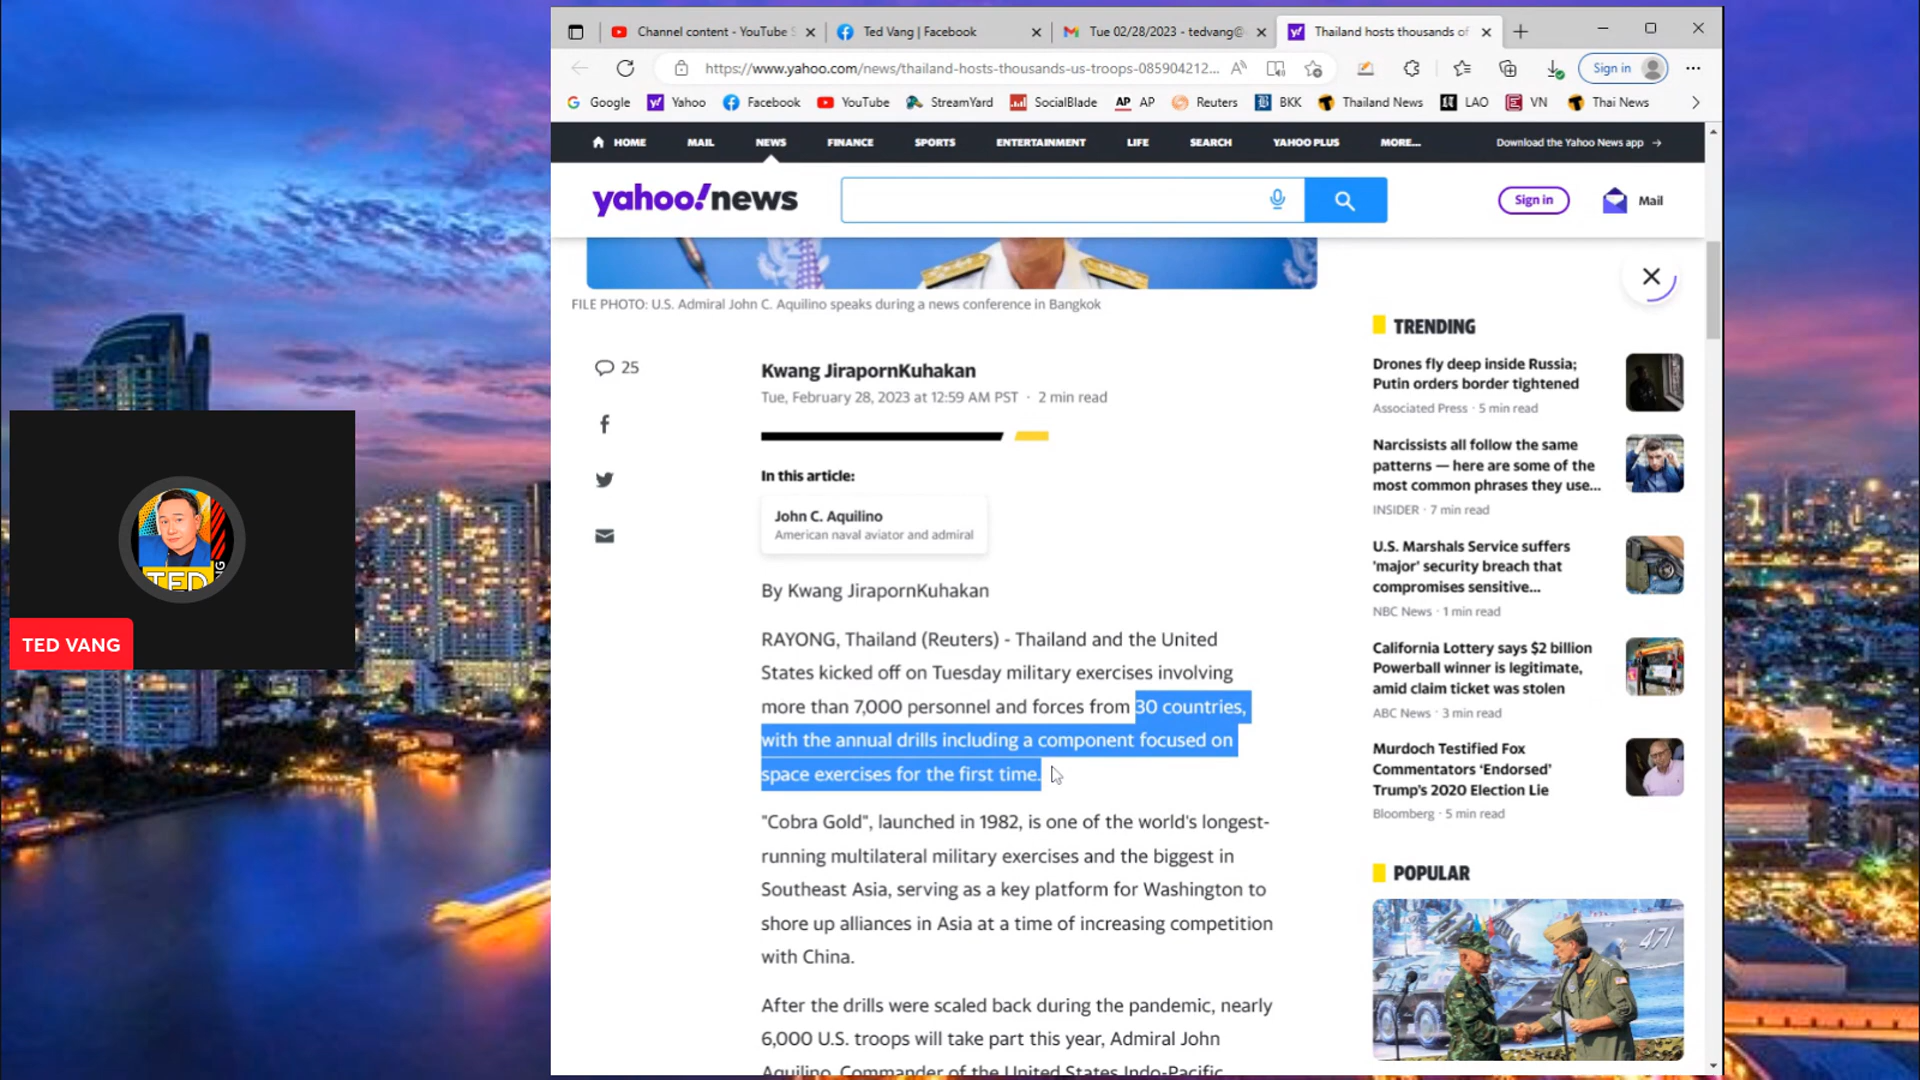 Channel content - YouTube S
Ted Vang | Facebook
Tue 02/28/2023 - tedvang@
Thailand hosts thousands of
https://www.yahoo.com/news/thailand-hosts-thousands-us-troops-085904212...
Sign in
Google
Yahoo
Facebook
YouTube
StreamYard
SocialBlade
AP AP
Reuters
BKK
Thailand News
LAO
VN
Thai News
HOME
MAIL
NEWS
FINANCE
SPORTS
ENTERTAINMENT
LIFE
SEARCH
YAHOO PLUS
MORE...
Download the Yahoo News app →
yahoo!news
Sign in
Mail
FILE PHOTO: U.S. Admiral John C. Aquilino speaks during a news conference in Bangkok
25
Kwang JirapornKuhakan
Tue, February 28, 2023 at 12:59 AM PST · 2 min read
In this article:
John C. Aquilino
American naval aviator and admiral
By Kwang JirapornKuhakan
RAYONG, Thailand (Reuters) - Thailand and the United
States kicked off on Tuesday military exercises involving
more than 7,000 personnel and forces from 30 countries,
with the annual drills including a component focused on
space exercises for the first time.
"Cobra Gold", launched in 1982, is one of the world's longest-
running multilateral military exercises and the biggest in
Southeast Asia, serving as a key platform for Washington to
shore up alliances in Asia at a time of increasing competition
with China.
After the drills were scaled back during the pandemic, nearly
6,000 U.S. troops will take part this year, Admiral John
Aquilino, Commander of the United States Indo-Pacific
TRENDING
Drones fly deep inside Russia;
Putin orders border tightened
Associated Press · 5 min read
Narcissists all follow the same
patterns — here are some of the
most common phrases they use...
INSIDER · 7 min read
U.S. Marshals Service suffers
'major' security breach that
compromises sensitive...
NBC News · 1 min read
California Lottery says $2 billion
Powerball winner is legitimate,
amid claim ticket was stolen
ABC News · 3 min read
Murdoch Testified Fox
Commentators ‘Endorsed’
Trump’s 2020 Election Lie
Bloomberg · 5 min read
POPULAR
471
TED
TED VANG